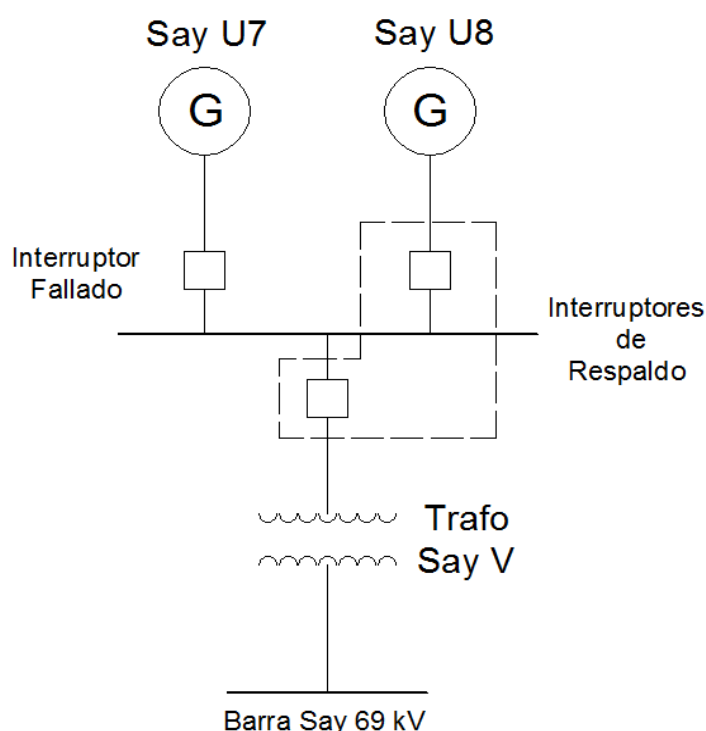 Say U7
Say U8
G
G
Interruptor
Fallado
Interruptores
de
Respaldo
Trafo
Say V
Barra Say 69 kV